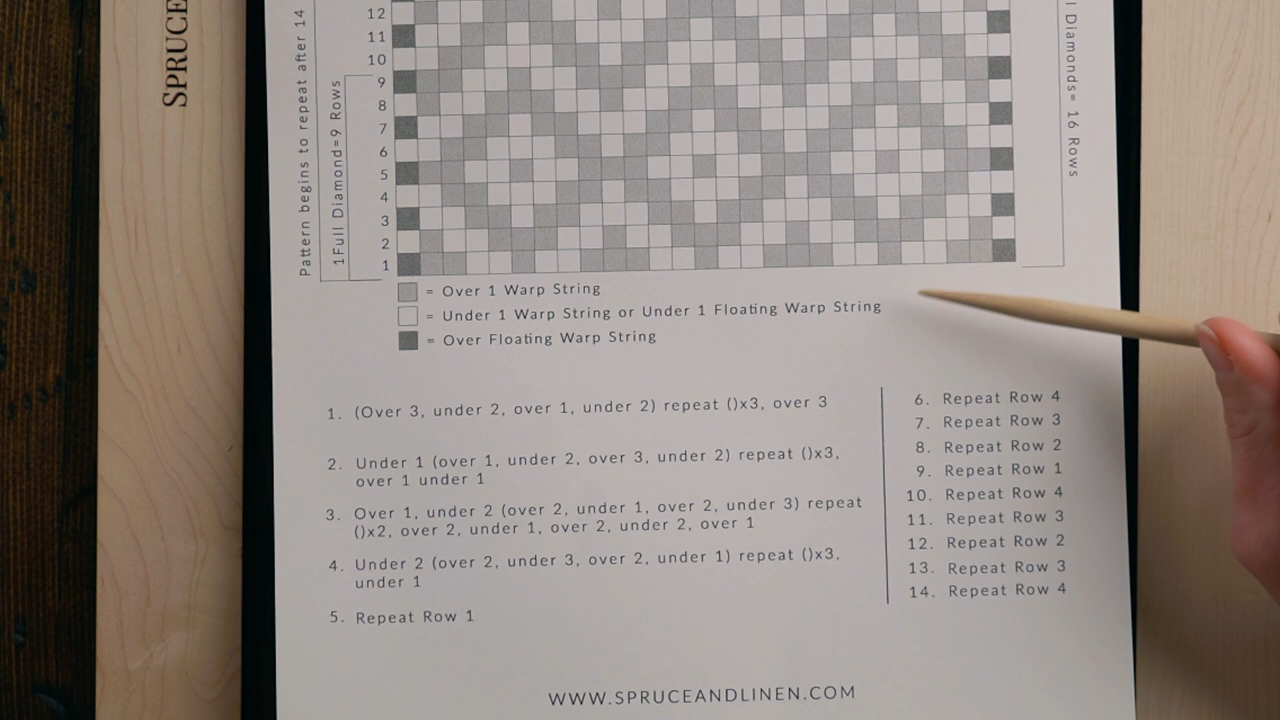 SPRUCE
Pattern begins to repeat after 14
1Full Diamond=9 Rows
l Diamonds= 16 Rows
12
11
10
9
8
7
6
5
4
3
2
1
= Over 1 Warp String
= Under 1 Warp String or Under 1 Floating Warp String
= Over Floating Warp String
1. (Over 3, under 2, over 1, under 2) repeat ()x3, over 3
2. Under 1 (over 1, under 2, over 3, under 2) repeat ()x3,
over 1 under 1
3. Over 1, under 2 (over 2, under 1, over 2, under 3) repeat
()x2, over 2, under 1, over 2, under 2, over 1
4. Under 2 (over 2, under 3, over 2, under 1) repeat ()x3,
under 1
5. Repeat Row 1
6. Repeat Row 4
7. Repeat Row 3
8. Repeat Row 2
9. Repeat Row 1
10. Repeat Row 4
11. Repeat Row 3
12. Repeat Row 2
13. Repeat Row 3
14. Repeat Row 4
WWW.SPRUCEANDLINEN.COM